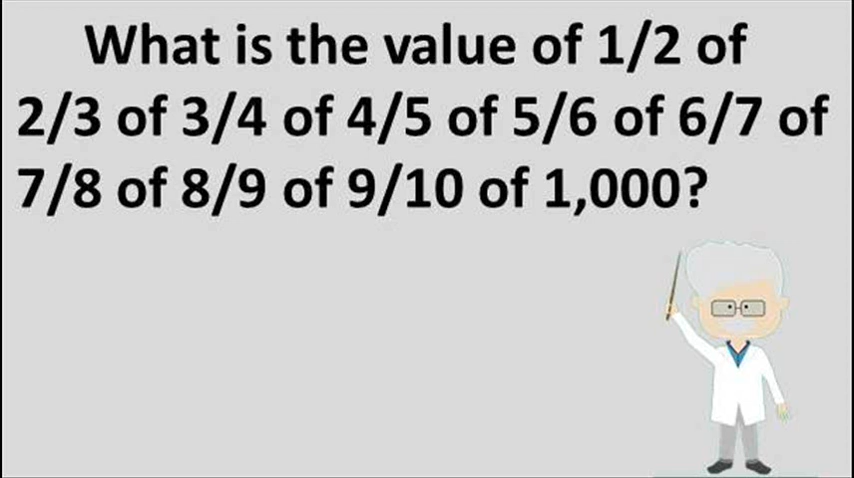 What is the value of 1/2 of
2/3 of 3/4 of 4/5 of 5/6 of 6/7 of
7/8 of 8/9 of 9/10 of 1,000?